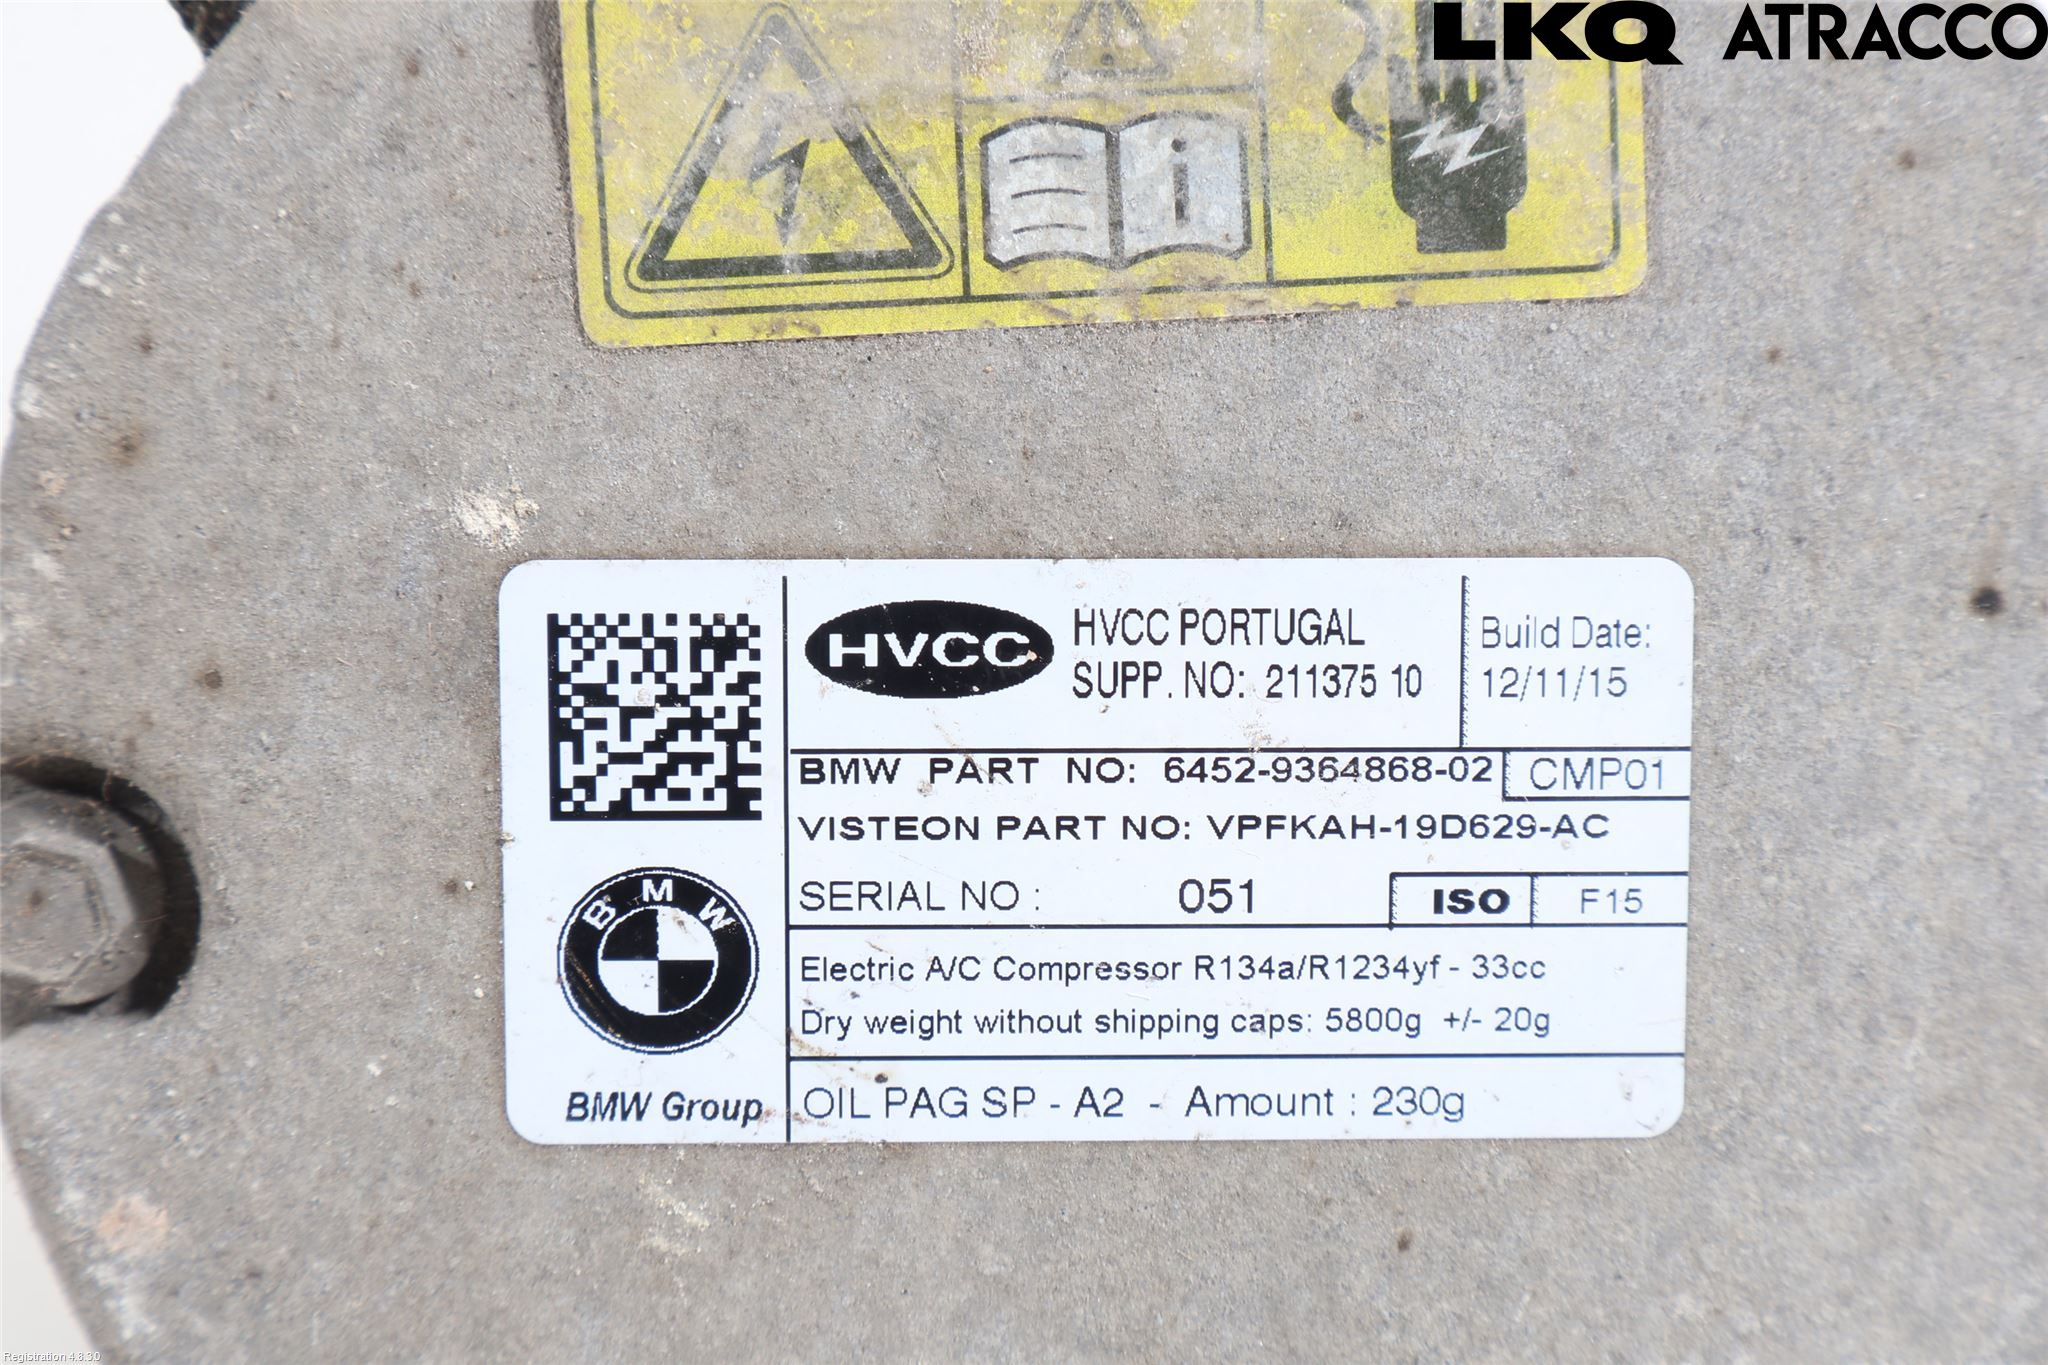 LKQ ATRACCO
HVCC
HVCC PORTUGAL
SUPP. NO: 211375 10
Build Date:
12/11/15
BMW PART NO: 6452-9364868-02
CMP01
VISTEON PART NO: VPFKAH-19D629-AC
SERIAL NO : 051
ISO
F15
Electric A/C Compressor R134a/R1234yf - 33cc
Dry weight without shipping caps: 5800g +/- 20g
OIL PAG SP - A2 - Amount : 230g
BMW
BMW Group
Registration 4.8.30